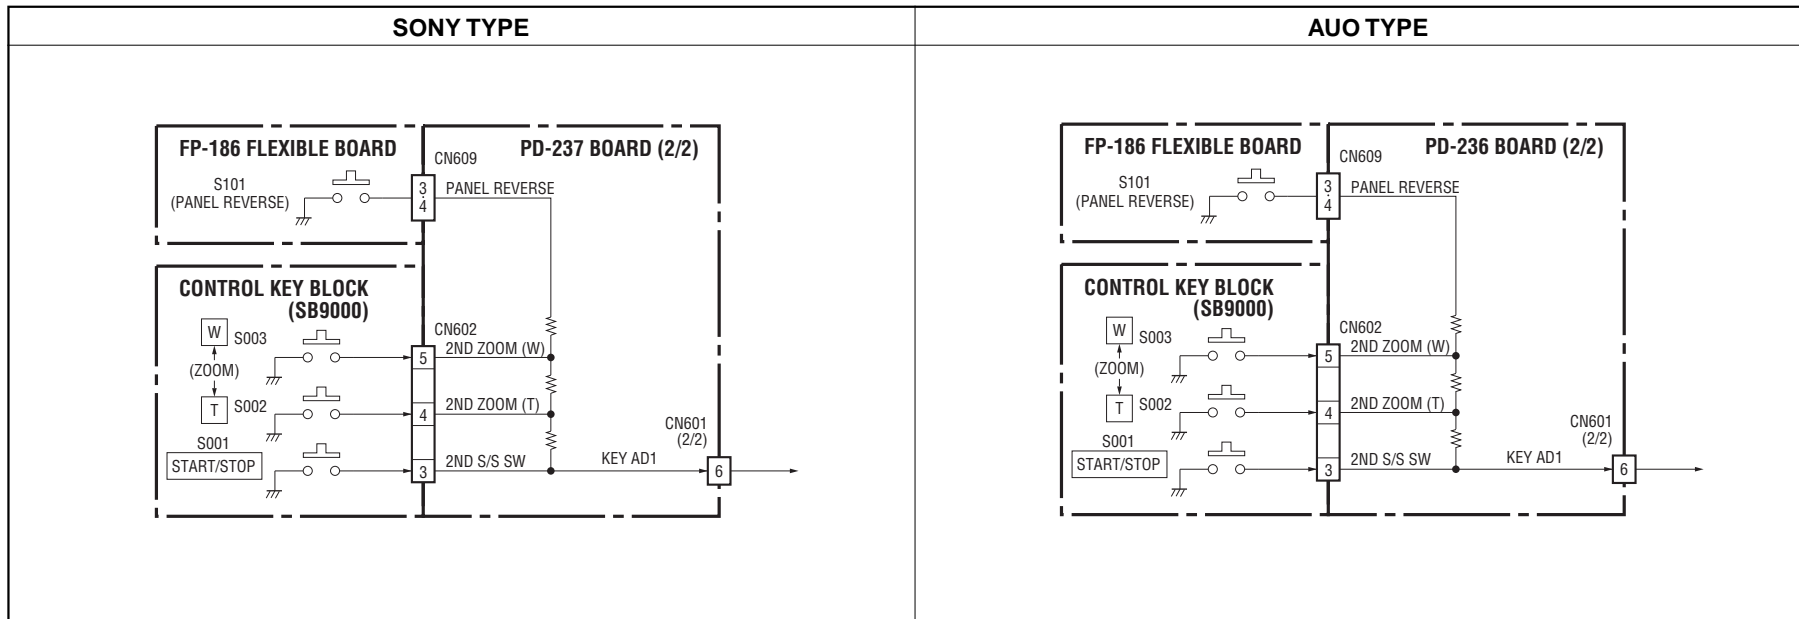 SONY TYPE
FP-186 FLEXIBLE BOARD
PD-237 BOARD (2/2)
CN609
S101
(PANEL REVERSE)
3
·
4
PANEL REVERSE
CONTROL KEY BLOCK
(SB9000)
CN602
W
S003
5
2ND ZOOM (W)
(ZOOM)
T
S002
4
2ND ZOOM (T)
CN601
(2/2)
S001
START/STOP
3
2ND S/S SW
KEY AD1
6
AUO TYPE
FP-186 FLEXIBLE BOARD
PD-236 BOARD (2/2)
CN609
S101
(PANEL REVERSE)
3
·
4
PANEL REVERSE
CONTROL KEY BLOCK
(SB9000)
CN602
W
S003
5
2ND ZOOM (W)
(ZOOM)
T
S002
4
2ND ZOOM (T)
CN601
(2/2)
S001
START/STOP
3
2ND S/S SW
KEY AD1
6